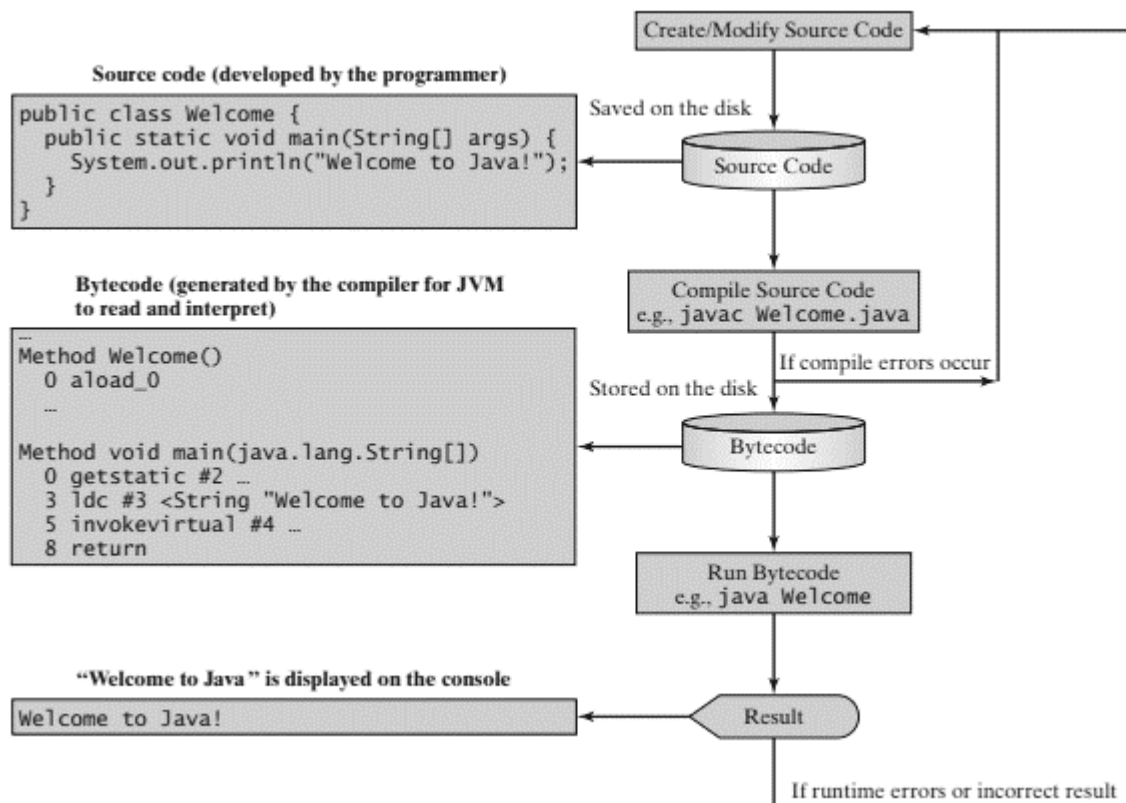 Create/Modify Source Code
Source code (developed by the programmer)
public class Welcome {
  public static void main(String[] args) {
    System.out.println("Welcome to Java!");
  }
}
Saved on the disk
Source Code
Bytecode (generated by the compiler for JVM
to read and interpret)
…
Method Welcome()
  0 aload_0
  …
Method void main(java.lang.String[])
  0 getstatic #2 …
  3 ldc #3 <String "Welcome to Java!">
  5 invokevirtual #4 …
  8 return
Compile Source Code
e.g., javac Welcome.java
If compile errors occur
Stored on the disk
Bytecode
Run Bytecode
e.g., java Welcome
“Welcome to Java” is displayed on the console
Welcome to Java!
Result
If runtime errors or incorrect result